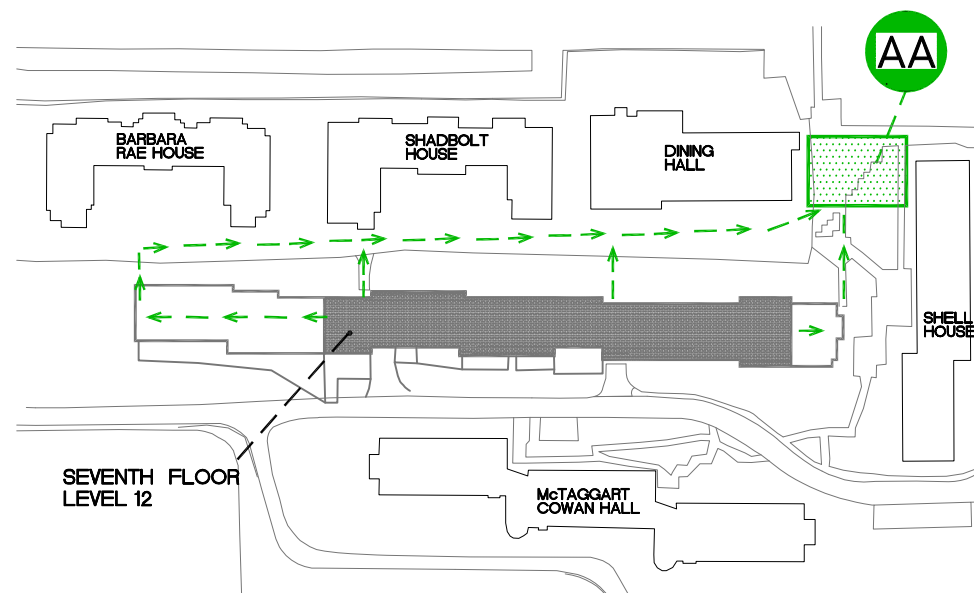 AA
BARBARA
RAE HOUSE
SHADBOLT
HOUSE
DINING
HALL
SHELL
HOUSE
SEVENTH FLOOR
LEVEL 12
McTAGGART
COWAN HALL